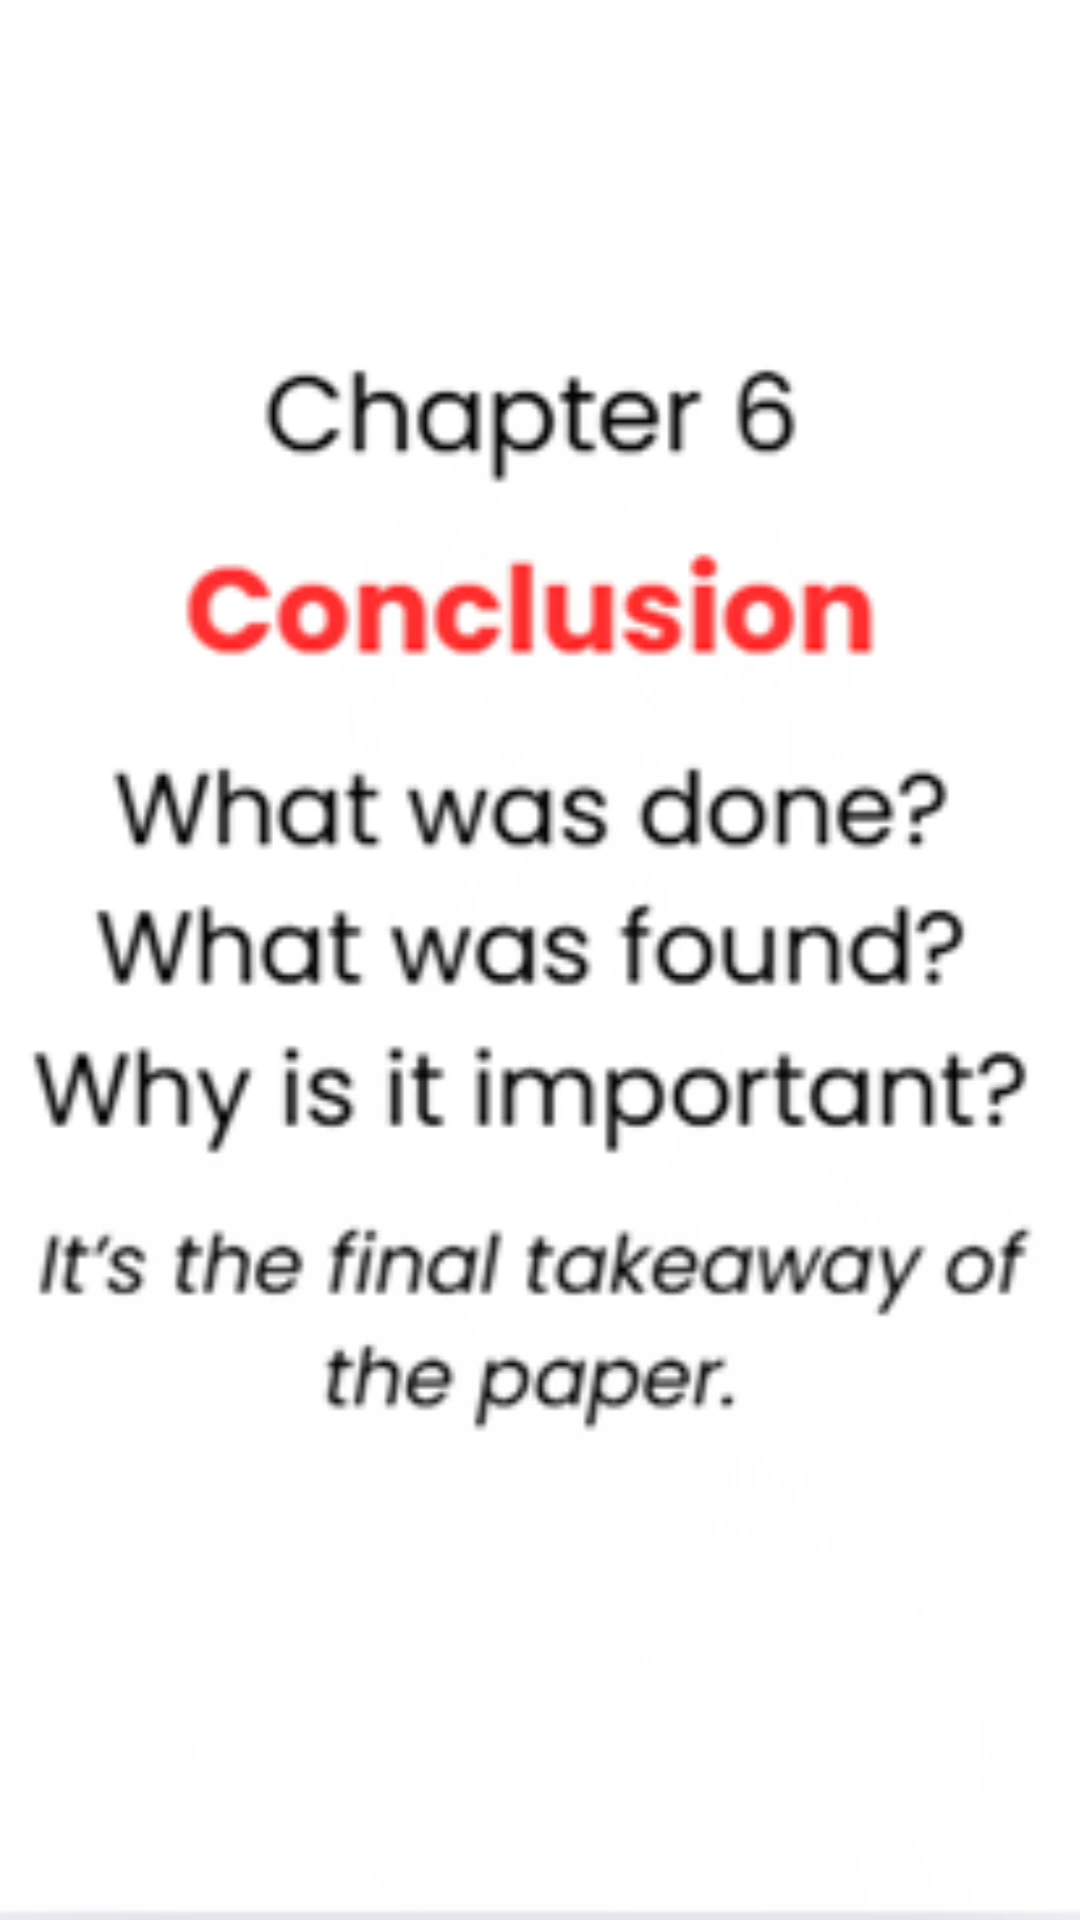 Chapter 6
Conclusion
What was done?
What was found?
Why is it important?
It's the final takeaway of
the paper.